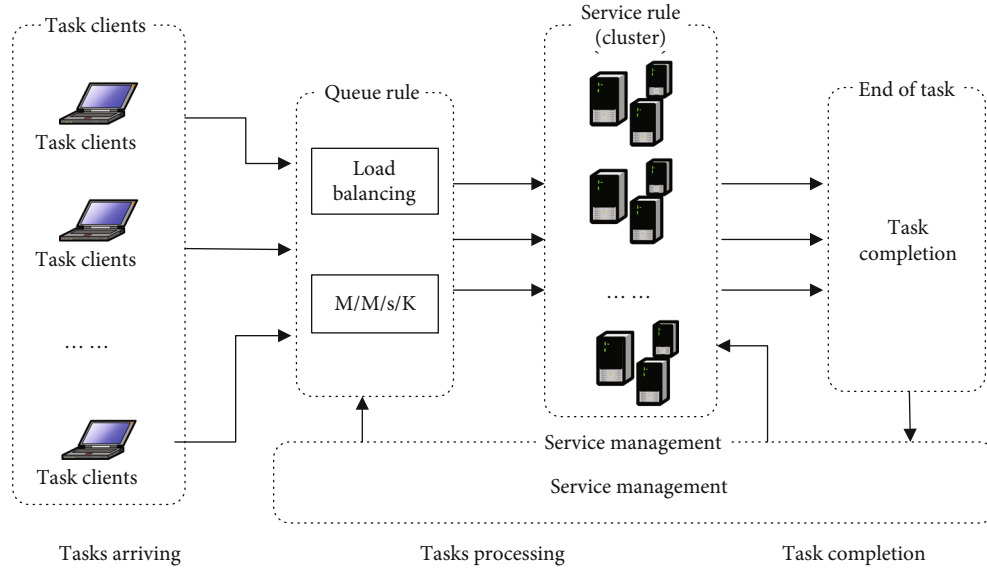 Task clients
Task clients
Task clients
... ...
Task clients
Queue rule
Load
balancing
M/M/s/K
Service rule
(cluster)
... ...
End of task
Task
completion
Service management
Service management
Tasks arriving
Tasks processing
Task completion